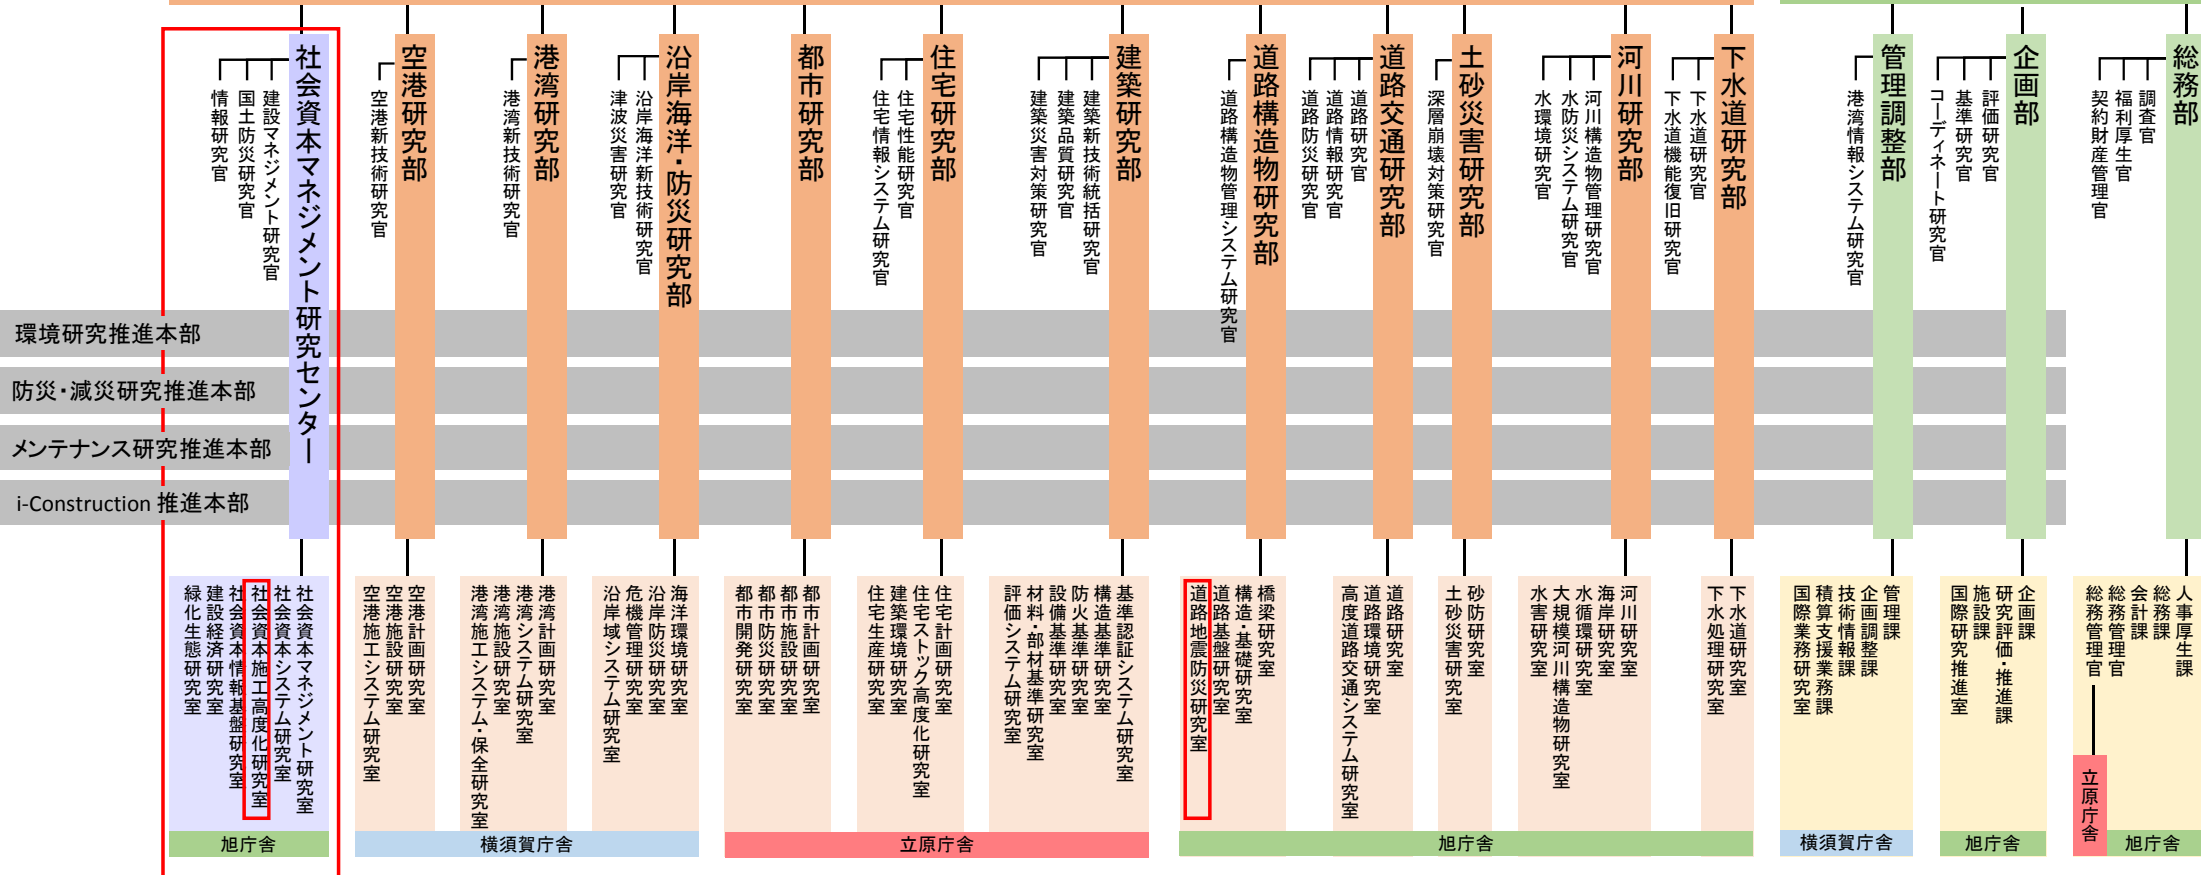 総務部
調査官
福利厚生官
契約財産管理官
企画部
評価研究官
基準研究官
コーディネート研究官
管理調整部
港湾情報システム研究官
下水道研究部
下水道研究官
下水道機能復旧研究官
河川研究部
河川構造物管理研究官
水防災システム研究官
水環境研究官
土砂災害研究部
深層崩壊対策研究官
道路交通研究部
道路研究官
道路情報研究官
道路防災研究官
道路構造物研究部
道路構造物管理システム研究官
建築研究部
建築新技術統括研究官
建築品質研究官
建築災害対策研究官
住宅研究部
住宅性能研究官
住宅情報システム研究官
都市研究部
沿岸海洋・防災研究部
沿岸海洋新技術研究官
津波災害研究官
港湾研究部
港湾新技術研究官
空港研究部
空港新技術研究官
社会資本マネジメント研究センター
建設マネジメント研究官
国土防災研究官
情報研究官
環境研究推進本部
防災・減災研究推進本部
メンテナンス研究推進本部
i-Construction 推進本部
人事厚生課
総務課
会計課
総務管理官
総務管理官
立原庁舎
旭庁舎
企画課
研究評価・推進課
施設課
国際研究推進室
旭庁舎
管理課
企画調整課
技術情報課
積算支援業務課
国際業務研究室
横須賀庁舎
下水道研究室
下水処理研究室
河川研究室
海岸研究室
水循環研究室
大規模河川構造物研究室
水害研究室
砂防研究室
土砂災害研究室
道路研究室
道路環境研究室
高度道路交通システム研究室
橋梁研究室
構造・基礎研究室
道路基盤研究室
道路地震防災研究室
旭庁舎
基準認証システム研究室
構造基準研究室
防火基準研究室
設備基準研究室
材料・部材基準研究室
評価システム研究室
住宅計画研究室
住宅ストック高度化研究室
建築環境研究室
住宅生産研究室
都市計画研究室
都市施設研究室
都市防災研究室
都市開発研究室
立原庁舎
海洋環境研究室
沿岸防災研究室
危機管理研究室
沿岸域システム研究室
港湾計画研究室
港湾システム研究室
港湾施設研究室
港湾施工システム・保全研究室
空港計画研究室
空港施設研究室
空港施工システム研究室
横須賀庁舎
社会資本マネジメント研究室
社会資本システム研究室
社会資本施工高度化研究室
社会資本情報基盤研究室
建設経済研究室
緑化生態研究室
旭庁舎